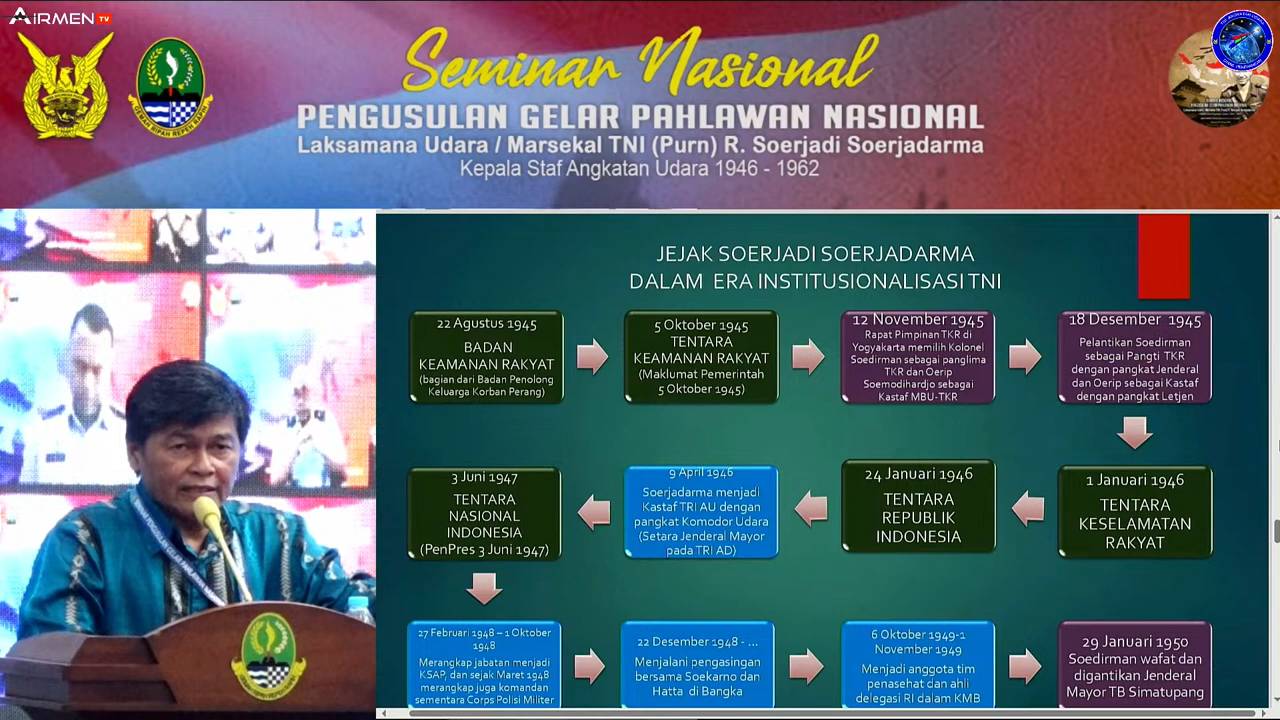 AiRMEN TV
Seminar Nasional
PENGUSULAN GELAR PAHLAWAN NASIONAL
Laksamana Udara / Marsekal TNI (Purn) R. Soerjadi Soerjadarma
Kepala Staf Angkatan Udara 1946 - 1962
JEJAK SOERJADI SOERJADARMA
DALAM ERA INSTITUSIONALISASI TNI
22 Agustus 1945
BADAN
KEAMANAN RAKYAT
(bagian dari Badan Penolong
Keluarga Korban Perang)
5 Oktober 1945
TENTARA
KEAMANAN RAKYAT
(Maklumat Pemerintah
5 Oktober 1945)
12 November 1945
Rapat Pimpinan TKR di
Yogyakarta memilih Kolonel
Soedirman sebagai panglima
TKR dan Oerip
Soemodihardjo sebagai
Kastaf MBU-TKR
18 Desember 1945
Pelantikan Soedirman
sebagai Pangti TKR
dengan pangkat Jenderal
dan Oerip sebagai Kastaf
dengan pangkat Letjen
1 Januari 1946
TENTARA
KESELAMATAN
RAKYAT
24 Januari 1946
TENTARA
REPUBLIK
INDONESIA
9 April 1946
Soerjadarma menjadi
Kastaf TRI AU dengan
pangkat Komodor Udara
(Setara Jenderal Mayor
pada TRI AD)
3 Juni 1947
TENTARA
NASIONAL
INDONESIA
(PenPres 3 Juni 1947)
27 Februari 1948 – 1 Oktober
1948
Merangkap jabatan menjadi
KSAP, dan sejak Maret 1948
merangkap juga komandan
sementara Corps Polisi Militer
22 Desember 1948 - ...
Menjalani pengasingan
bersama Soekarno dan
Hatta di Bangka
6 Oktober 1949-1
November 1949
Menjadi anggota tim
penasehat dan ahli
delegasi RI dalam KMB
29 Januari 1950
Soedirman wafat dan
digantikan Jenderal
Mayor TB Simatupang